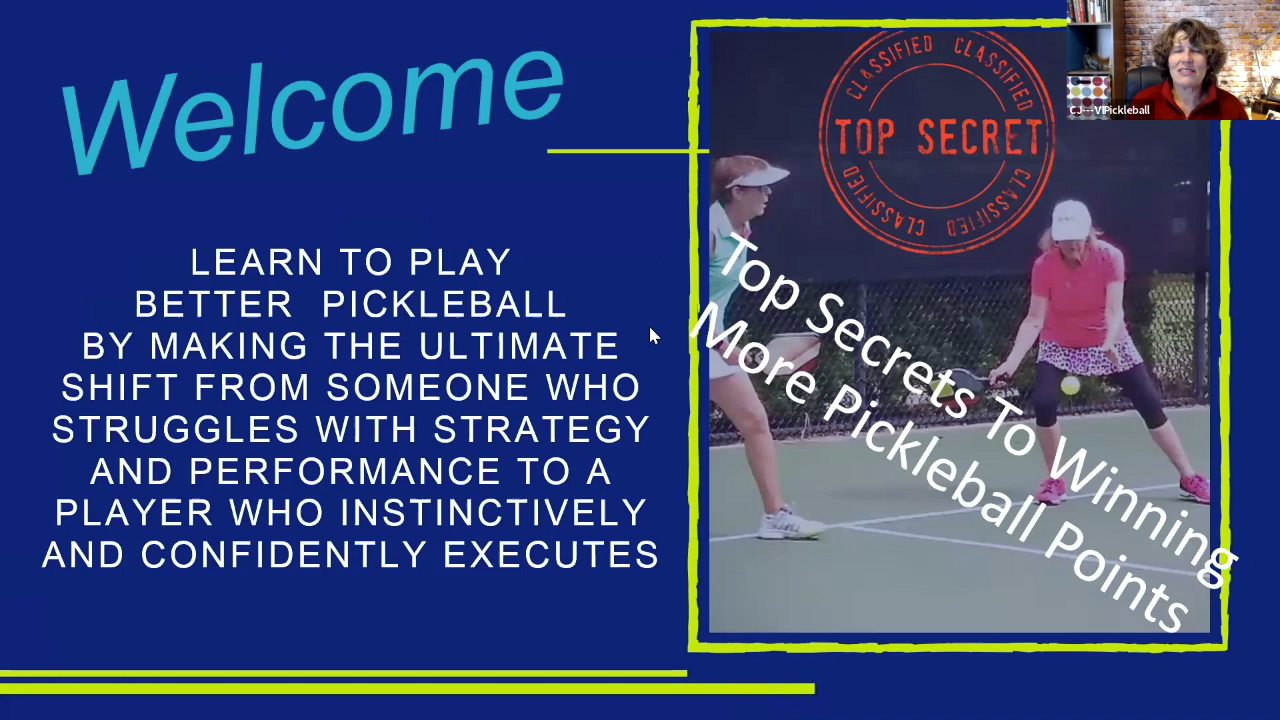 Welcome
LEARN TO PLAY
BETTER PICKLEBALL
BY MAKING THE ULTIMATE
SHIFT FROM SOMEONE WHO
STRUGGLES WITH STRATEGY
AND PERFORMANCE TO A
PLAYER WHO INSTINCTIVELY
AND CONFIDENTLY EXECUTES
CLASSIFIED CLASSIFIED
TOP SECRET
CLASSIFIED CLASSIFIED CLASSIFIED
Top Secrets To Winning
More Pickleball Points
CJ---VIPickleball